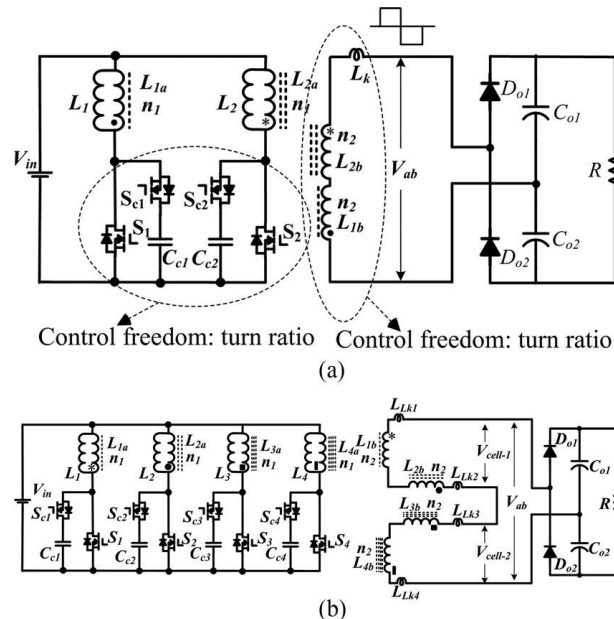 L1 L1a n1
L2 L2a n1
Lk
Vin
Sc1 Sc2
S1 S2
Cc1 Cc2
n2 L2b
n2 L1b
Vab
Do1 Co1
R
Do2 Co2
Control freedom: turn ratio Control freedom: turn ratio
(a)
L1 L1a n1
L2 L2a n1
L3 L3a n1
L4 L4a n1
Vin
Sc1 Sc2 Sc3 Sc4
S1 S2 S3 S4
Cc1 Cc2 Cc3 Cc4
LLk1
L1b n2
L2b n2 LLk2
L3b n2 LLk3
n2 L4b
LLk4
Vcell-1
Vcell-2
Vab
Do1 Co1
R
Do2 Co2
(b)